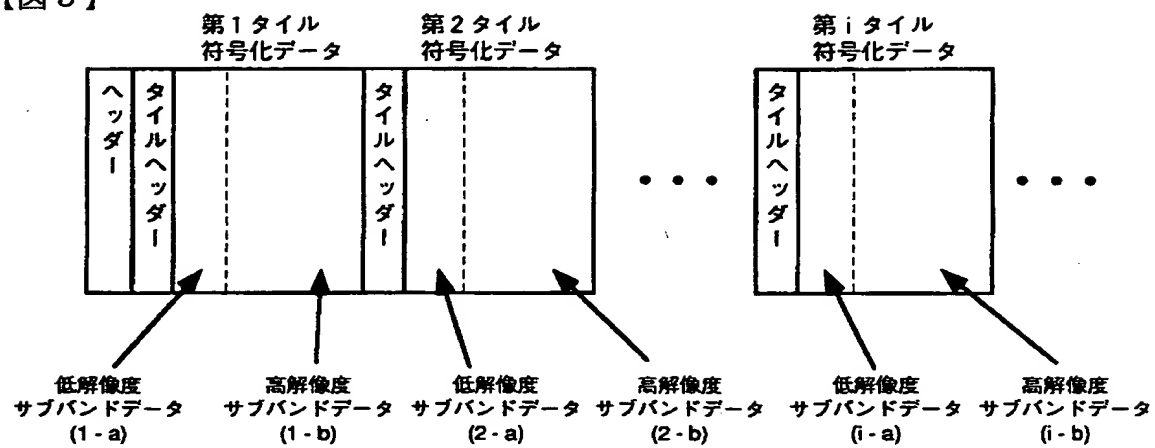 第1タイル
符号化データ
第2タイル
符号化データ
第iタイル
符号化データ
ヘッダー
タイルヘッダー
タイルヘッダー
タイルヘッダー
低解像度
サブバンドデータ
(1-a)
高解像度
サブバンドデータ
(1-b)
低解像度
サブバンドデータ
(2-a)
高解像度
サブバンドデータ
(2-b)
低解像度
サブバンドデータ
(i-a)
高解像度
サブバンドデータ
(i-b)